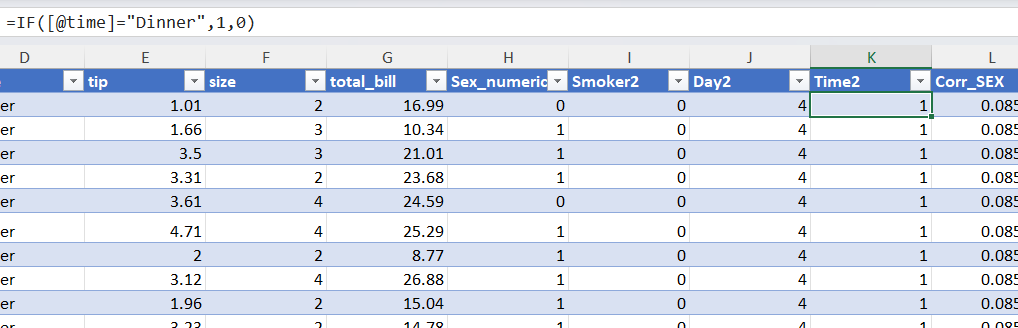 =IF([@time]="Dinner",1,0)
D E F G H I J K L
tip size total_bill Sex_numeric Smoker2 Day2 Time2 Corr_SEX
er 1.01 2 16.99 0 0 4 1 0.085
er 1.66 3 10.34 1 0 4 1 0.085
er 3.5 3 21.01 1 0 4 1 0.085
er 3.31 2 23.68 1 0 4 1 0.085
er 3.61 4 24.59 0 0 4 1 0.085
er 4.71 4 25.29 1 0 4 1 0.085
er 2 2 8.77 1 0 4 1 0.085
er 3.12 4 26.88 1 0 4 1 0.085
er 1.96 2 15.04 1 0 4 1 0.085
er 3.23 2 14.78 1 0 4 1 0.085